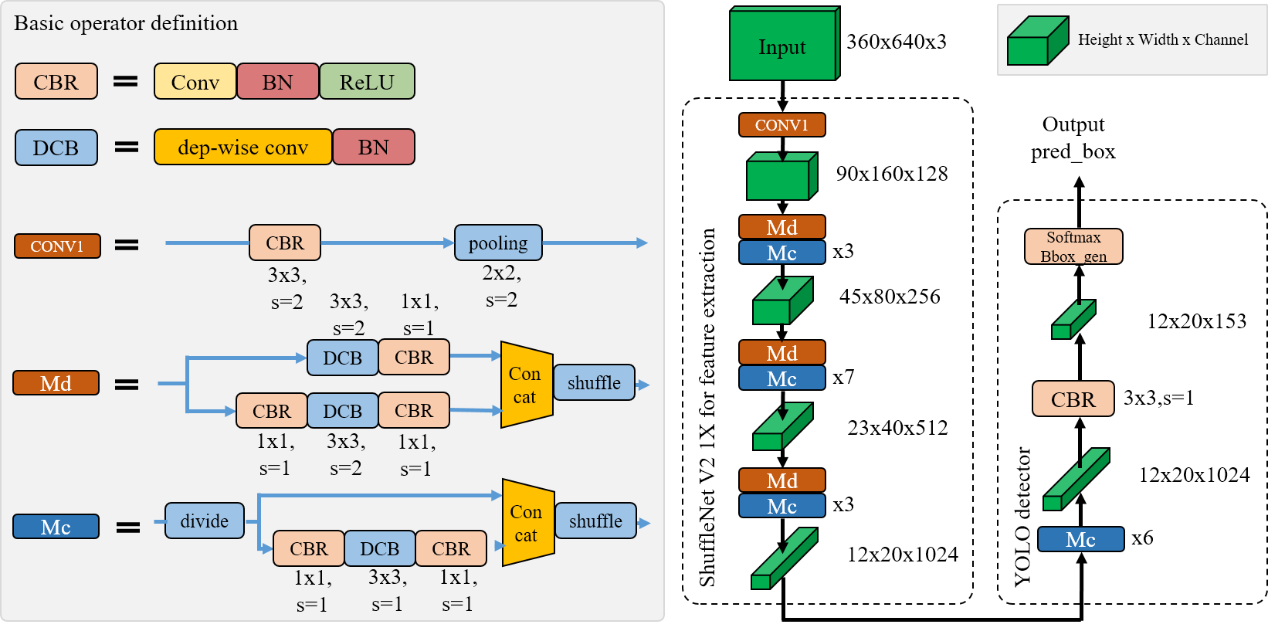 Basic operator definition
CBR = Conv BN ReLU
DCB = dep-wise conv BN
CONV1 = CBR pooling
3x3, 2x2,
s=2 s=2
Md =
3x3, 1x1,
s=2 s=1
DCB CBR
CBR DCB CBR
1x1, 3x3, 1x1,
s=1 s=2 s=1
Con
cat
shuffle
Mc = divide
CBR DCB CBR
1x1, 3x3, 1x1,
s=1 s=1 s=1
Con
cat
shuffle
Input
360x640x3
CONV1
90x160x128
Md
Mc x3
45x80x256
Md
Mc x7
23x40x512
Md
Mc x3
12x20x1024
ShuffleNet V2 1X for feature extraction
Height x Width x Channel
Output
pred_box
Softmax
Bbox_gen
12x20x153
CBR 3x3,s=1
12x20x1024
Mc x6
YOLO detector